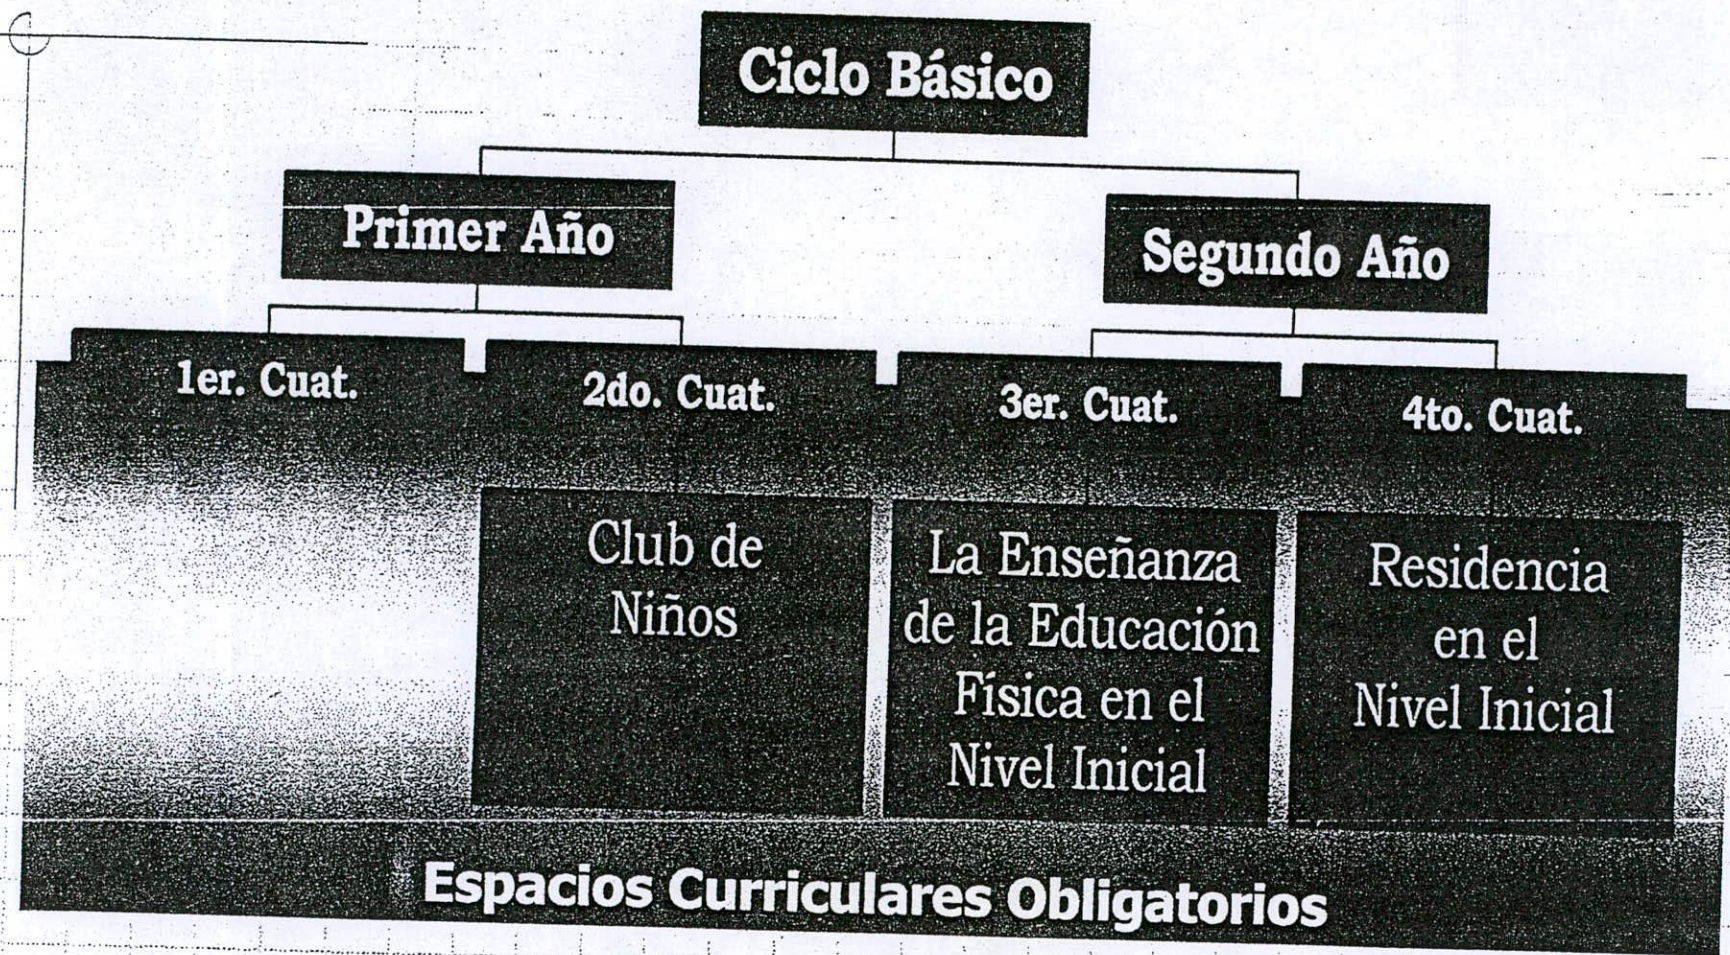 Ciclo Básico
Primer Año
Segundo Año
1er. Cuat.
2do. Cuat.
3er. Cuat.
4to. Cuat.
Club de
Niños
La Enseñanza
de la Educación
Física en el
Nivel Inicial
Residencia
en el
Nivel Inicial
Espacios Curriculares Obligatorios